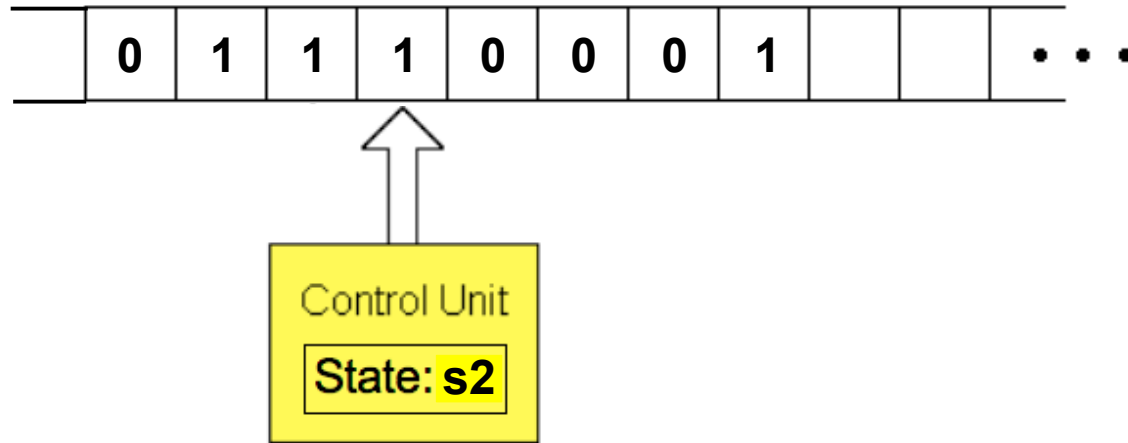 0 1 1 1 0 0 0 1 • • •
Control Unit
State: s2